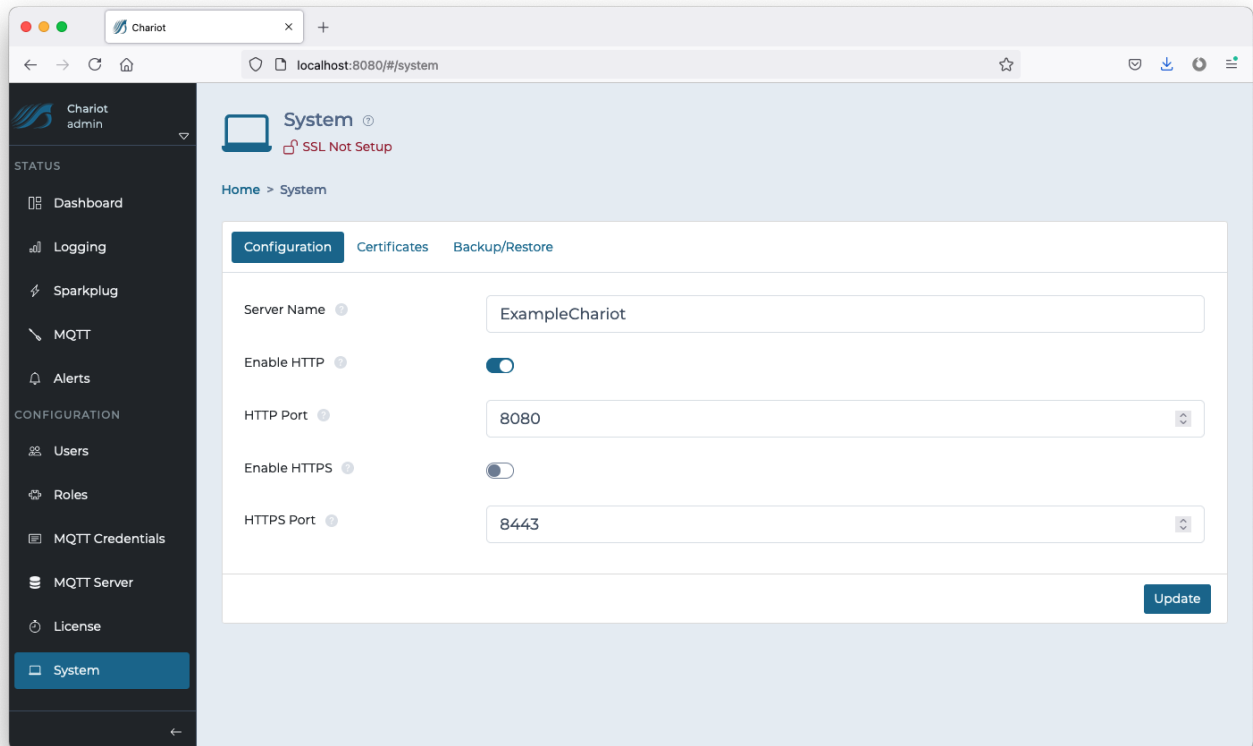 Chariot
localhost:8080/#/system
Chariot
admin
STATUS
Dashboard
Logging
Sparkplug
MQTT
Alerts
CONFIGURATION
Users
Roles
MQTT Credentials
MQTT Server
License
System
System
SSL Not Setup
Home > System
Configuration Certificates Backup/Restore
Server Name ExampleChariot
Enable HTTP
HTTP Port 8080
Enable HTTPS
HTTPS Port 8443
Update